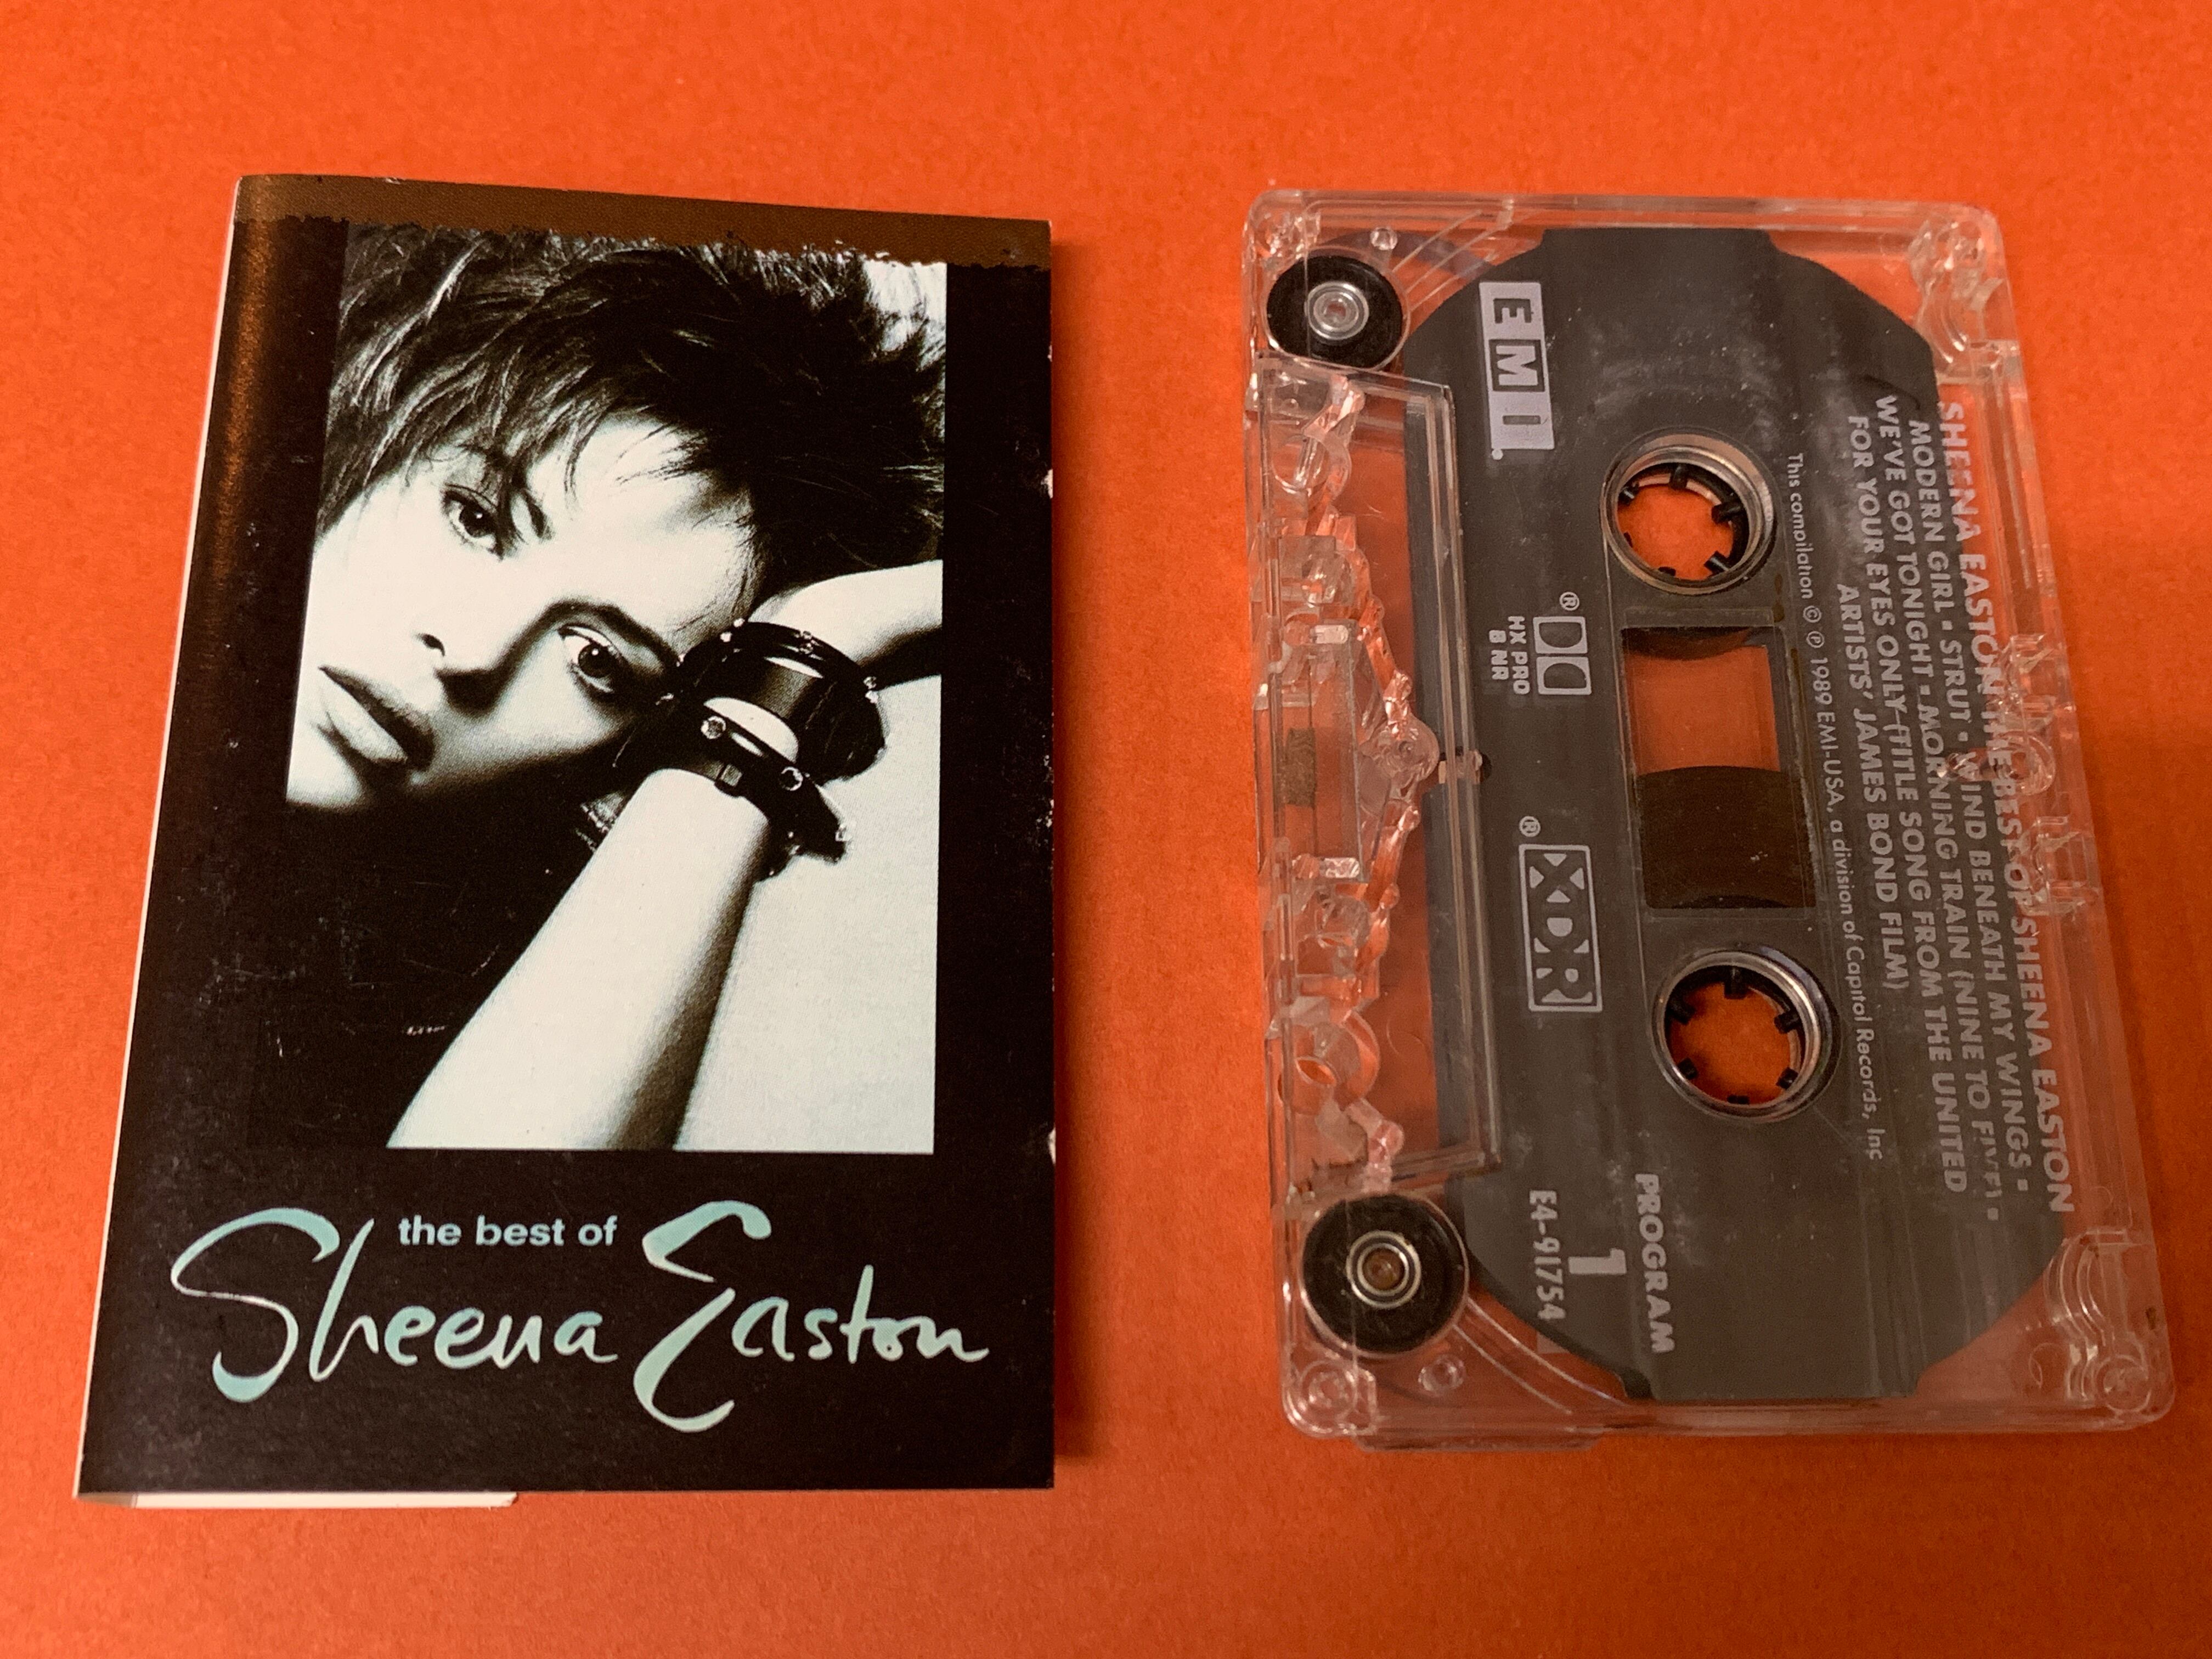 the best of
Sheena Easton
SHEENA EASTON THE BEST OF SHEENA EASTON
MODERN GIRL • STRUT • WIND BENEATH MY WINGS •
WE'VE GOT TONIGHT • MORNING TRAIN (NINE TO FIVE) •
FOR YOUR EYES ONLY (TITLE SONG FROM THE UNITED
ARTISTS' JAMES BOND FILM)
This compilation © ℗ 1989 EMI-USA, a division of Capitol Records, Inc
EMI.
®
HX PRO
B NR
® XDR
PROGRAM
1
E4-91754